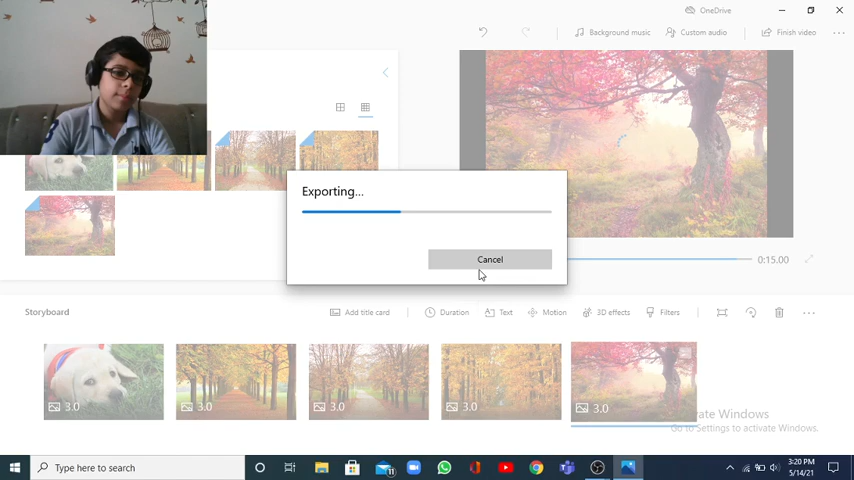 OneDrive
Background music
Custom audio
Finish video
Exporting...
Cancel
0:15.00
Storyboard
Add title card
Duration
Text
Motion
3D effects
Filters
3.0
3.0
3.0
3.0
3.0
vate Windows
Go to Settings to activate Windows.
Type here to search
11
3:20 PM
5/14/21